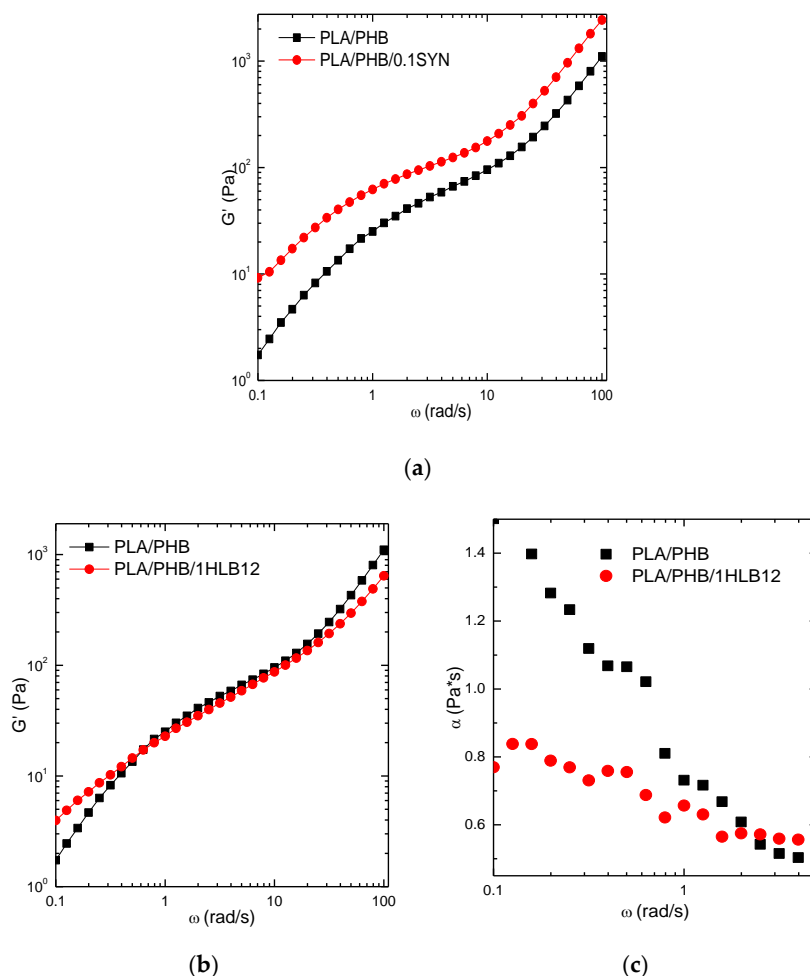 PLA/PHB
PLA/PHB/0.1SYN
10³
10²
10¹
10⁰
G' (Pa)
0.1 1 10 100
ω (rad/s)
(a)
PLA/PHB
PLA/PHB/1HLB12
10³
10²
10¹
10⁰
G' (Pa)
0.1 1 10 100
ω (rad/s)
(b)
PLA/PHB
PLA/PHB/1HLB12
1.4
1.2
1.0
0.8
0.6
α (Pa*s)
0.1 1
ω (rad/s)
(c)